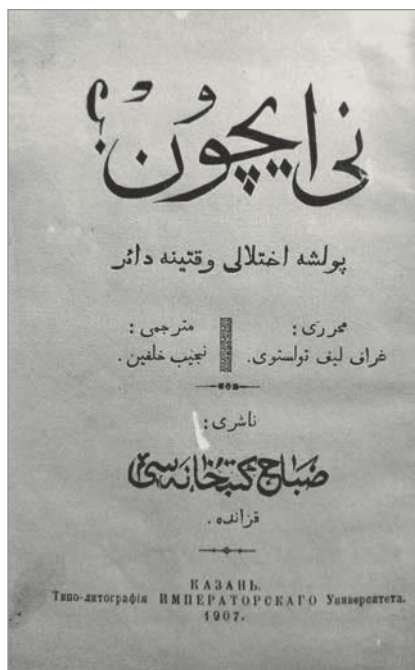 نی ایچون؟
پولشه اختلالی وقتینه دائر
محرری:
غراف لیف تولستوی.
مترجمی:
نجیب خلفین.
ناشری:
صباح کتبخانه‌سی
قزانده.
КАЗАНЬ.
Типо-литографія ИМПЕРАТОРСКАГО Университета.
1907.